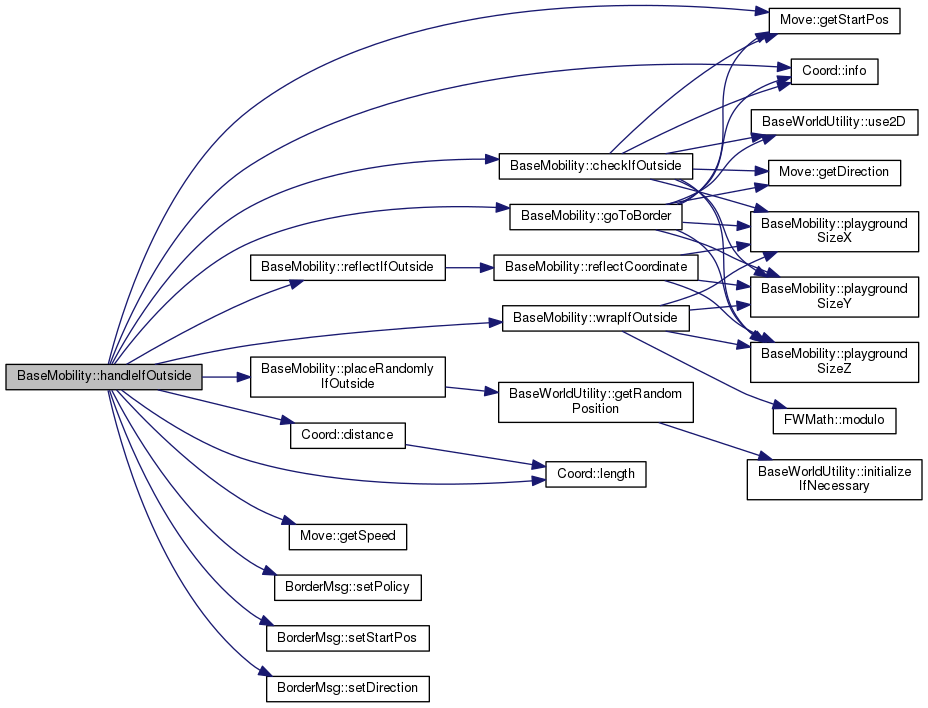 Move::getStartPos
Coord::info
BaseWorldUtility::use2D
BaseMobility::checkIfOutside
Move::getDirection
BaseMobility::goToBorder
BaseMobility::playground
SizeX
BaseMobility::reflectIfOutside
BaseMobility::reflectCoordinate
BaseMobility::playground
SizeY
BaseMobility::wrapIfOutside
BaseMobility::playground
SizeZ
BaseMobility::handleIfOutside
BaseMobility::placeRandomly
IfOutside
BaseWorldUtility::getRandom
Position
FWMath::modulo
Coord::distance
Coord::length
BaseWorldUtility::initialize
IfNecessary
Move::getSpeed
BorderMsg::setPolicy
BorderMsg::setStartPos
BorderMsg::setDirection